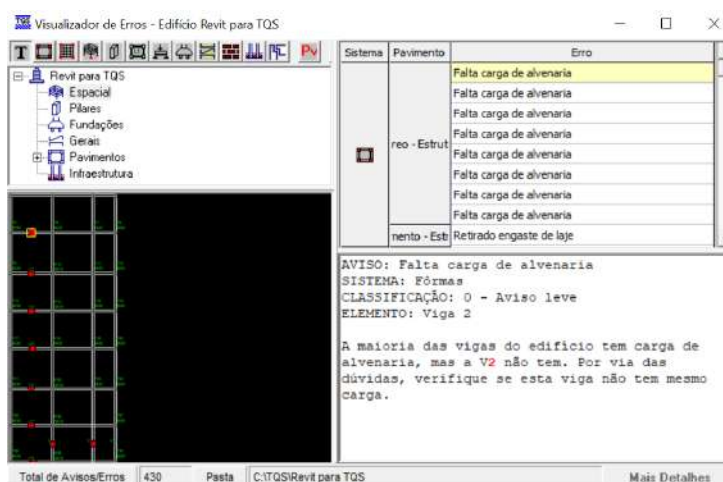 Visualizador de Erros - Edifício Revit para TQS
Revit para TQS
Espacial
Pilares
Fundações
Gerais
Pavimentos
Infraestrutura
Sistema Pavimento Erro
Falta carga de alvenaria
Falta carga de alvenaria
Falta carga de alvenaria
Falta carga de alvenaria
reo - Estrut
Falta carga de alvenaria
Falta carga de alvenaria
Falta carga de alvenaria
Falta carga de alvenaria
mento - Estr Retirado engaste de laje
AVISO: Falta carga de alvenaria
SISTEMA: Fôrmas
CLASSIFICAÇÃO: 0 - Aviso leve
ELEMENTO: Viga 2
A maioria das vigas do edifício tem carga de
alvenaria, mas a V2 não tem. Por via das
dúvidas, verifique se esta viga não tem mesmo
carga.
Total de Avisos/Erros 430 Pasta C:\TQS\Revit para TQS Mais Detalhes